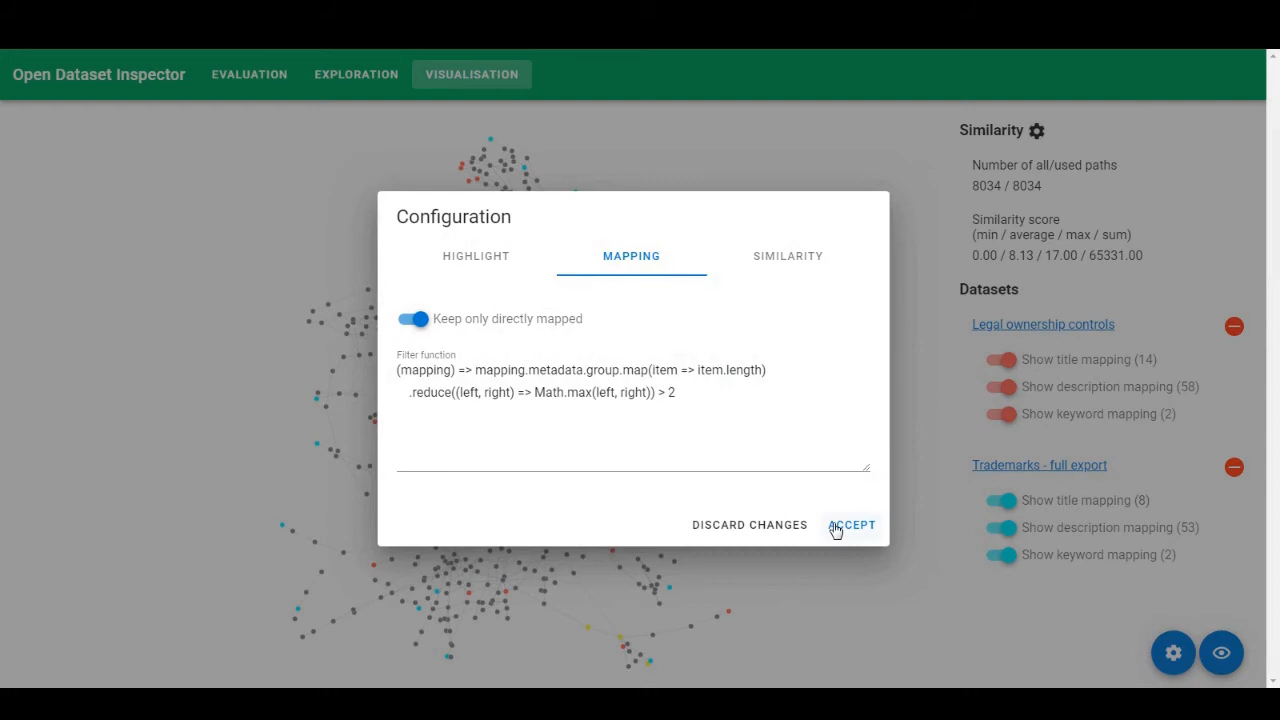 Open Dataset Inspector EVALUATION EXPLORATION VISUALISATION
Similarity
Number of all/used paths
8034 / 8034
Similarity score
(min / average / max / sum)
0.00 / 8.13 / 17.00 / 65331.00
Datasets
Legal ownership controls
Show title mapping (14)
Show description mapping (58)
Show keyword mapping (2)
Trademarks - full export
Show title mapping (8)
Show description mapping (53)
Show keyword mapping (2)
Configuration
HIGHLIGHT MAPPING SIMILARITY
Keep only directly mapped
Filter function
(mapping) => mapping.metadata.group.map(item => item.length)
.reduce((left, right) => Math.max(left, right)) > 2
DISCARD CHANGES ACCEPT